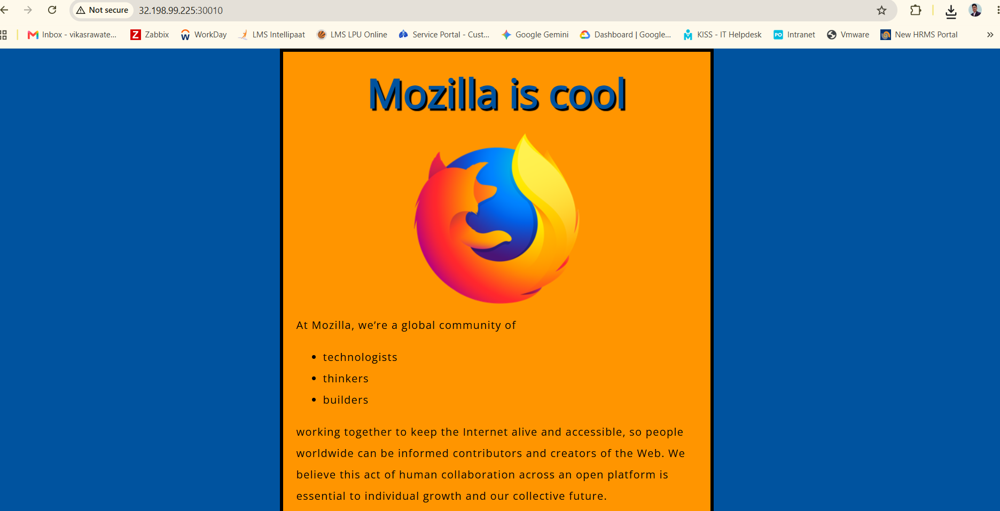 Not secure 32.198.99.225:30010
Inbox - vikasrawate... Zabbix WorkDay LMS Intellipaat LMS LPU Online Service Portal - Cust... Google Gemini Dashboard | Google... KISS - IT Helpdesk PO Intranet Vmware New HRMS Portal »
Mozilla is cool
At Mozilla, we’re a global community of
• technologists
• thinkers
• builders
working together to keep the Internet alive and accessible, so people
worldwide can be informed contributors and creators of the Web. We
believe this act of human collaboration across an open platform is
essential to individual growth and our collective future.